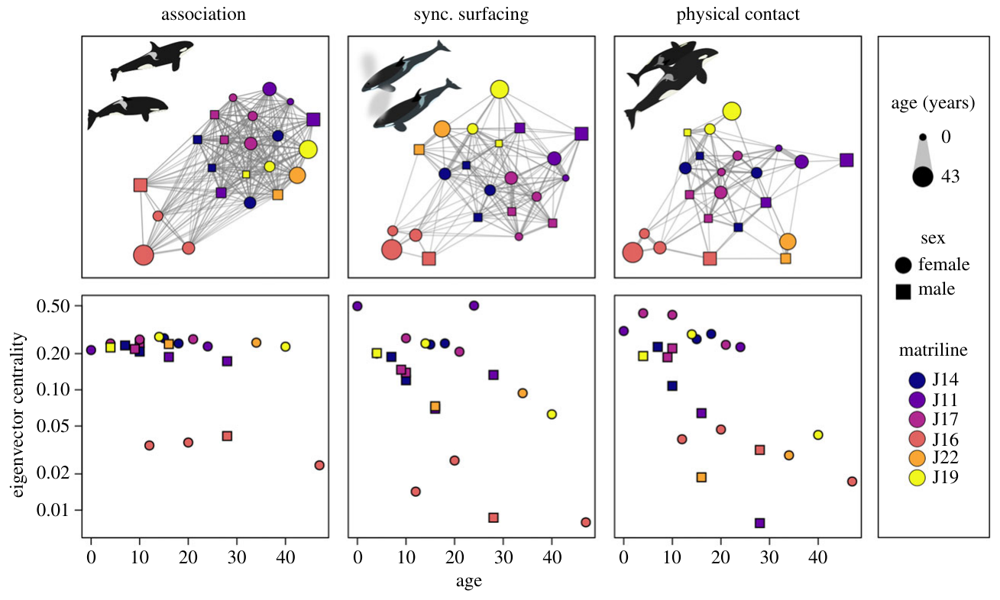 association
sync. surfacing
physical contact
age (years)
0
43
sex
female
male
matriline
J14
J11
J17
J16
J22
J19
eigenvector centrality
0.50
0.20
0.10
0.05
0.02
0.01
0 10 20 30 40
0 10 20 30 40
0 10 20 30 40
age